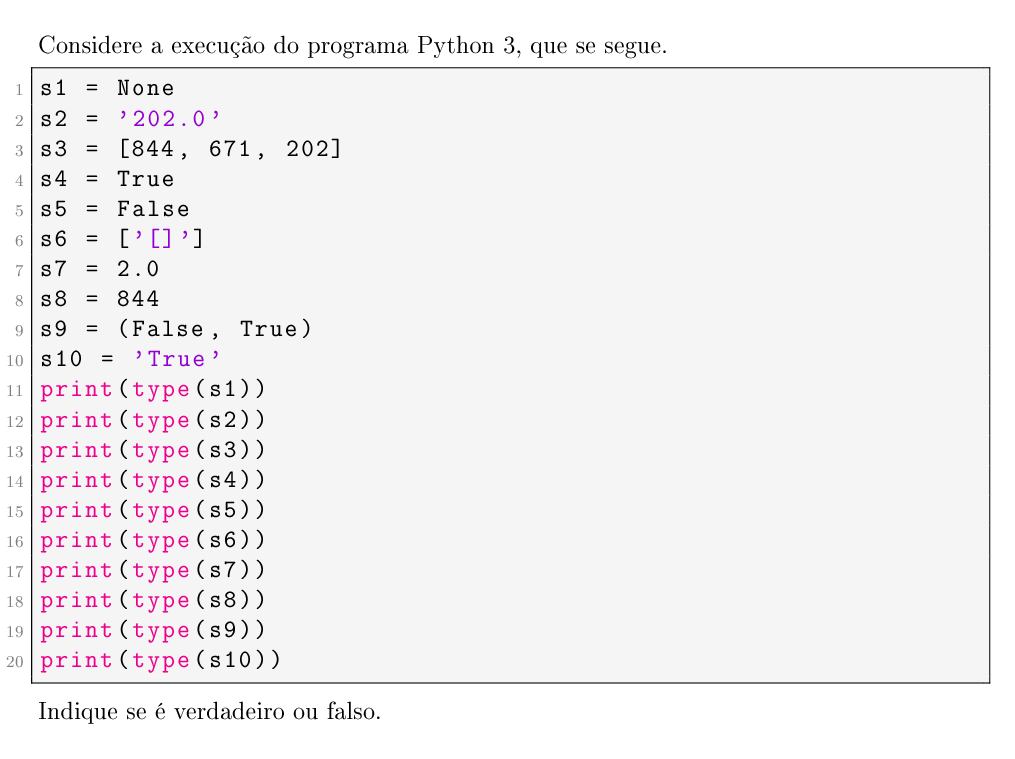 Considere a execução do programa Python 3, que se segue.
1 s1 = None
2 s2 = '202.0'
3 s3 = [844, 671, 202]
4 s4 = True
5 s5 = False
6 s6 = ['[]']
7 s7 = 2.0
8 s8 = 844
9 s9 = (False, True)
10 s10 = 'True'
11 print(type(s1))
12 print(type(s2))
13 print(type(s3))
14 print(type(s4))
15 print(type(s5))
16 print(type(s6))
17 print(type(s7))
18 print(type(s8))
19 print(type(s9))
20 print(type(s10))
Indique se é verdadeiro ou falso.